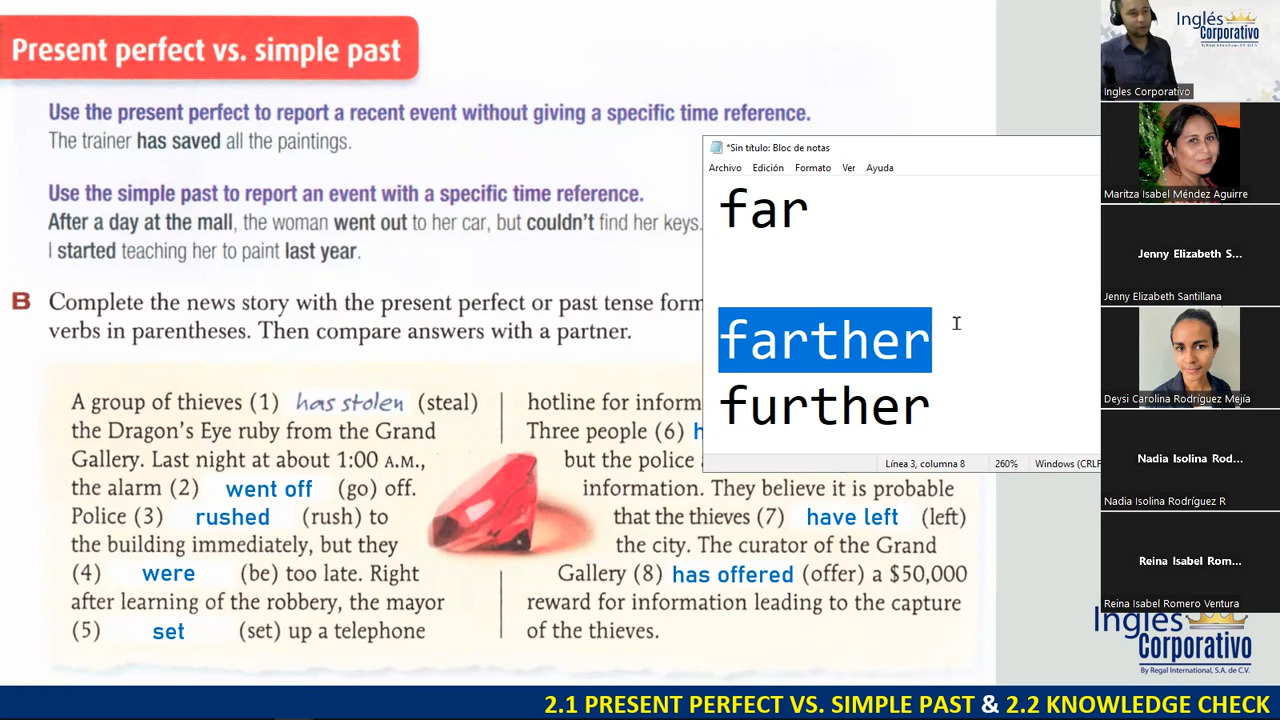 Present perfect vs. simple past
Use the present perfect to report a recent event without giving a specific time reference.
The trainer has saved all the paintings.
Use the simple past to report an event with a specific time reference.
After a day at the mall, the woman went out to her car, but couldn't find her keys.
I started teaching her to paint last year.
B Complete the news story with the present perfect or past tense form
verbs in parentheses. Then compare answers with a partner.
A group of thieves (1) has stolen (steal)
the Dragon's Eye ruby from the Grand
Gallery. Last night at about 1:00 A.M.,
the alarm (2) went off (go) off.
Police (3) rushed (rush) to
the building immediately, but they
(4) were (be) too late. Right
after learning of the robbery, the mayor
(5) set (set) up a telephone
hotline for inform
Three people (6) h
but the police
information. They believe it is probable
that the thieves (7) have left (left)
the city. The curator of the Grand
Gallery (8) has offered (offer) a $50,000
reward for information leading to the capture
of the thieves.
*Sin título: Bloc de notas
Archivo Edición Formato Ver Ayuda
far
farther
further
Línea 3, columna 8 260% Windows (CRLF
Inglés
Corporativo
By Regal International, S.A. de C.V.
Ingles Corporativo
Maritza Isabel Méndez Aguirre
Jenny Elizabeth S...
Jenny Elizabeth Santillana
Deysi Carolina Rodríguez Mejía
Nadia Isolina Rod...
Nadia Isolina Rodríguez R
Reina Isabel Rom...
Reina Isabel Romero Ventura
Inglés
Corporativo
By Regal International, S.A. de C.V.
2.1 PRESENT PERFECT VS. SIMPLE PAST & 2.2 KNOWLEDGE CHECK